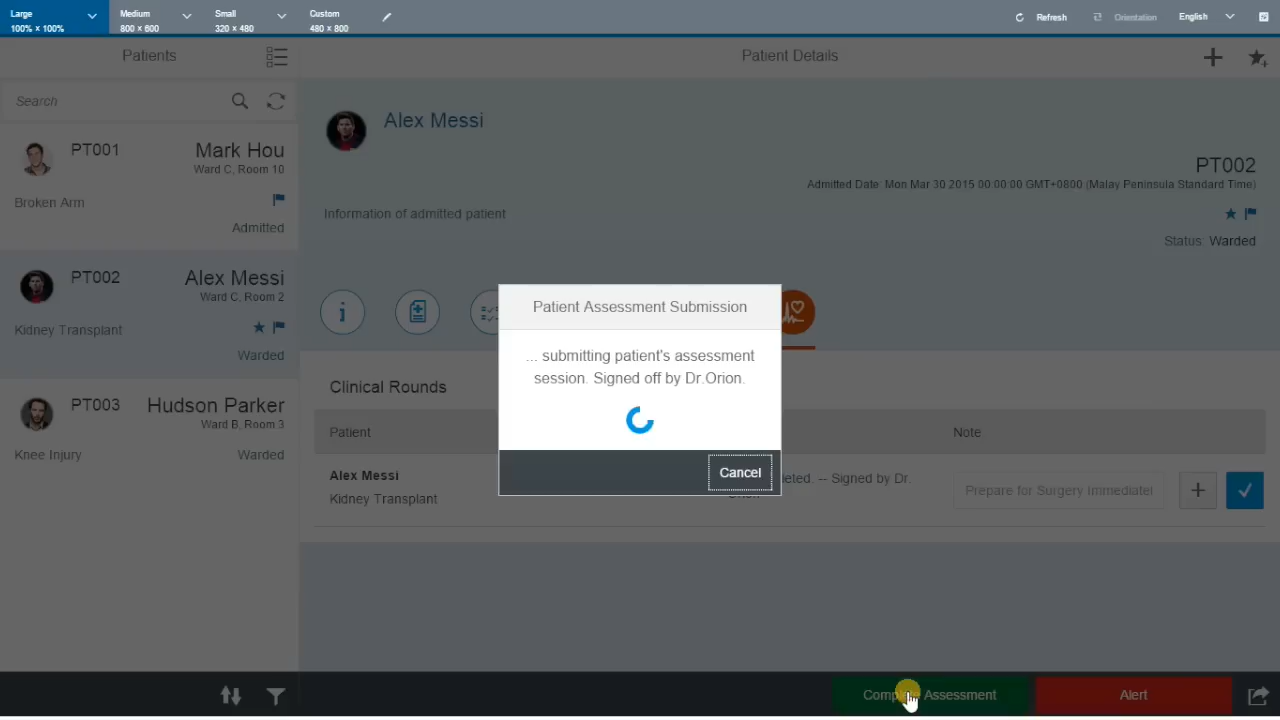 Large
100% × 100%
Medium
800 × 600
Small
320 × 480
Custom
480 × 800
Refresh
Orientation
English
Patients
Patient Details
Search
PT001
Mark Hou
Ward C, Room 10
Broken Arm
Admitted
PT002
Alex Messi
Ward C, Room 2
Kidney Transplant
Warded
PT003
Hudson Parker
Ward B, Room 3
Knee Injury
Warded
Alex Messi
PT002
Admitted Date: Mon Mar 30 2015 00:00:00 GMT+0800 (Malay Peninsula Standard Time)
Information of admitted patient
Status: Warded
Patient Assessment Submission
... submitting patient's assessment
session. Signed off by Dr.Orion.
Cancel
Clinical Rounds
Patient
Note
Alex Messi
Kidney Transplant
-- Signed by Dr.
Prepare for Surgery Immediatel
Assessment
Alert